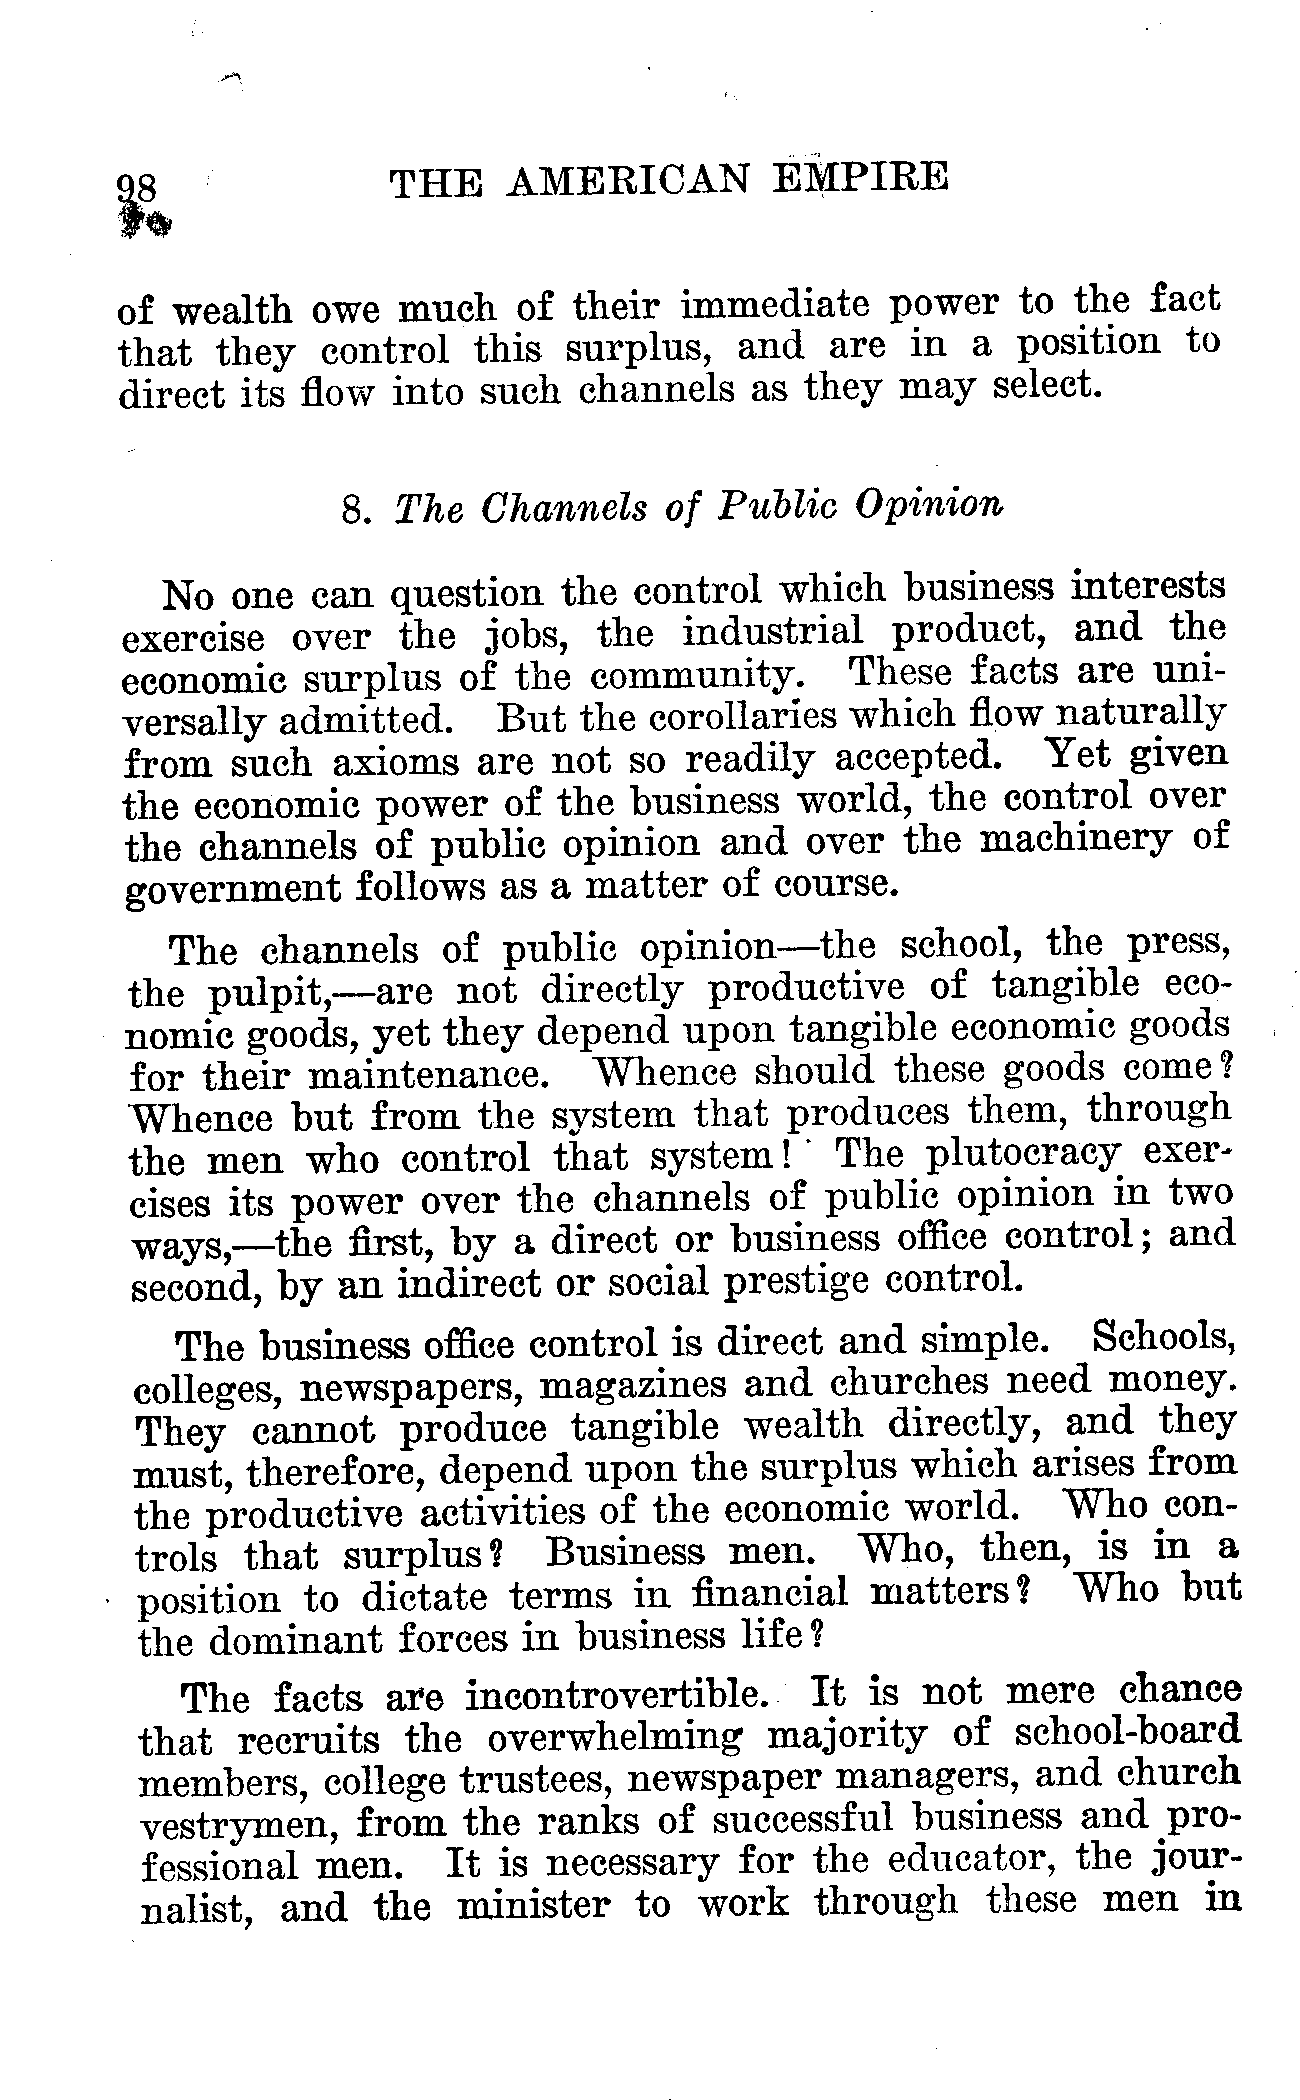 98 THE AMERICAN EMPIRE
of wealth owe much of their immediate power to the fact
that they control this surplus, and are in a position to
direct its flow into such channels as they may select.
8. The Channels of Public Opinion
No one can question the control which business interests
exercise over the jobs, the industrial product, and the
economic surplus of the community. These facts are uni-
versally admitted. But the corollaries which flow naturally
from such axioms are not so readily accepted. Yet given
the economic power of the business world, the control over
the channels of public opinion and over the machinery of
government follows as a matter of course.
The channels of public opinion—the school, the press,
the pulpit,—are not directly productive of tangible eco-
nomic goods, yet they depend upon tangible economic goods
for their maintenance. Whence should these goods come?
Whence but from the system that produces them, through
the men who control that system! The plutocracy exer-
cises its power over the channels of public opinion in two
ways,—the first, by a direct or business office control; and
second, by an indirect or social prestige control.
The business office control is direct and simple. Schools,
colleges, newspapers, magazines and churches need money.
They cannot produce tangible wealth directly, and they
must, therefore, depend upon the surplus which arises from
the productive activities of the economic world. Who con-
trols that surplus? Business men. Who, then, is in a
position to dictate terms in financial matters? Who but
the dominant forces in business life?
The facts are incontrovertible. It is not mere chance
that recruits the overwhelming majority of school-board
members, college trustees, newspaper managers, and church
vestrymen, from the ranks of successful business and pro-
fessional men. It is necessary for the educator, the jour-
nalist, and the minister to work through these men in